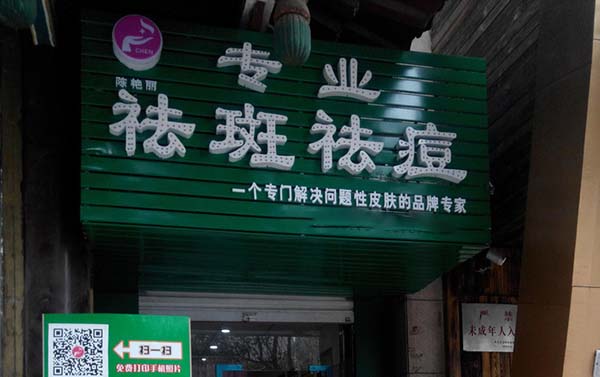 CHEN
陈艳丽
专业
祛斑祛痘
一个专门解决问题性皮肤的品牌专家
扫一扫
免费打印手机照片
严禁
未成年人入